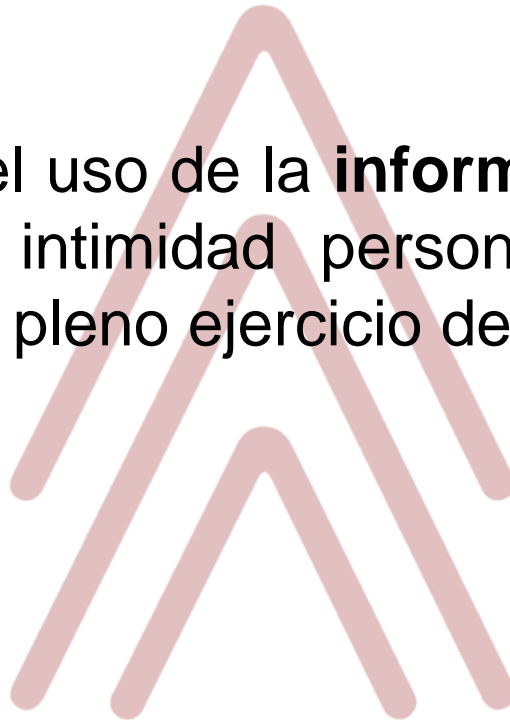 el uso de la inform
intimidad person
pleno ejercicio de